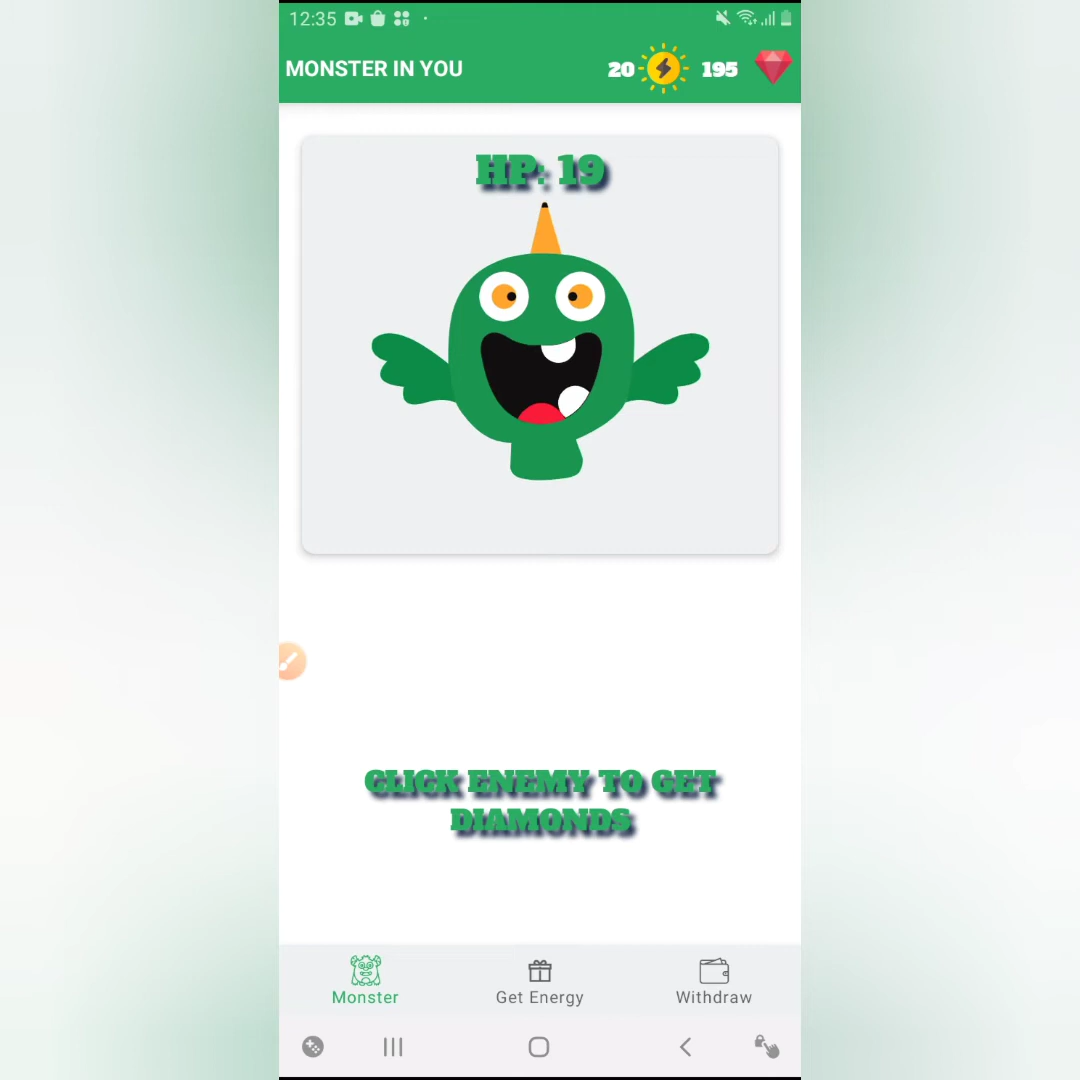 12:35
MONSTER IN YOU
20
195
HP: 19
CLICK ENEMY TO GET
DIAMONDS
Monster
Get Energy
Withdraw